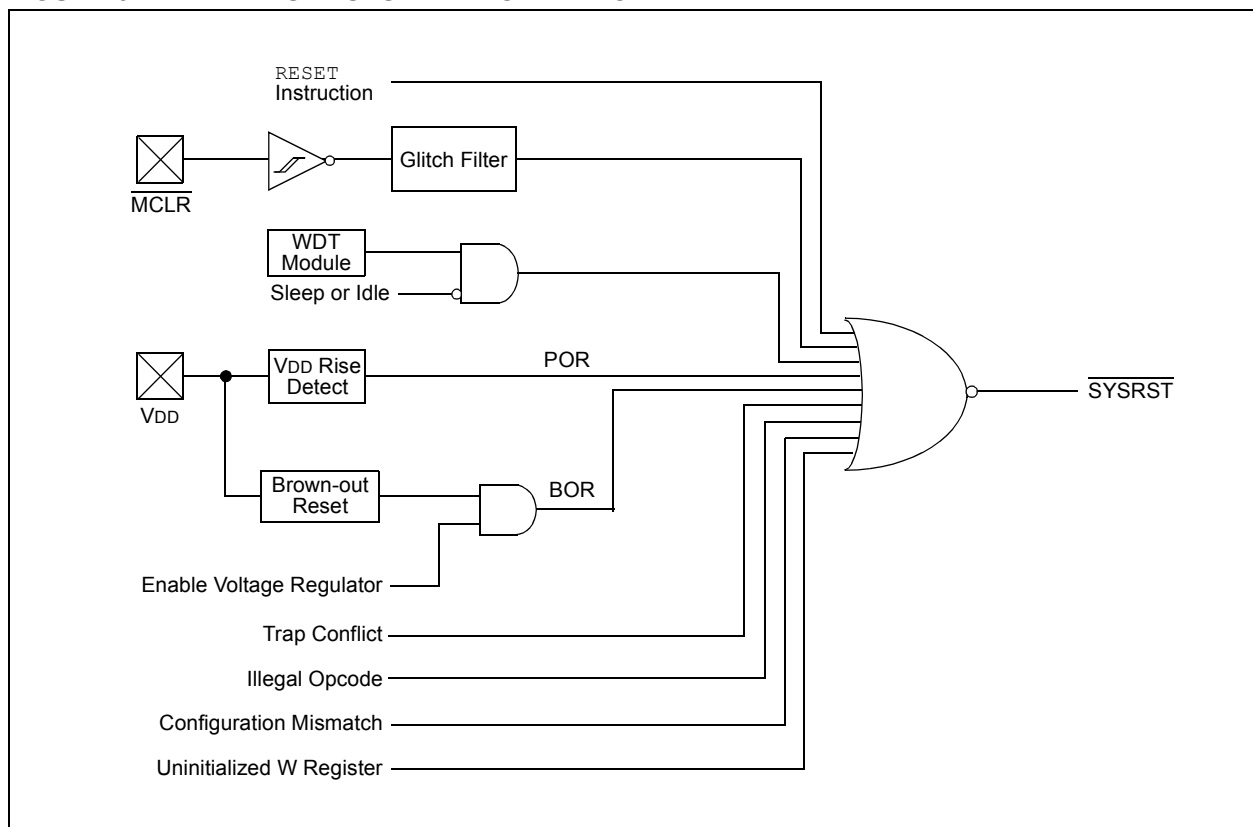 RESET
Instruction
Glitch Filter
MCLR
WDT
Module
Sleep or Idle
VDD Rise
Detect
POR
VDD
SYSRST
Brown-out
Reset
BOR
Enable Voltage Regulator
Trap Conflict
Illegal Opcode
Configuration Mismatch
Uninitialized W Register